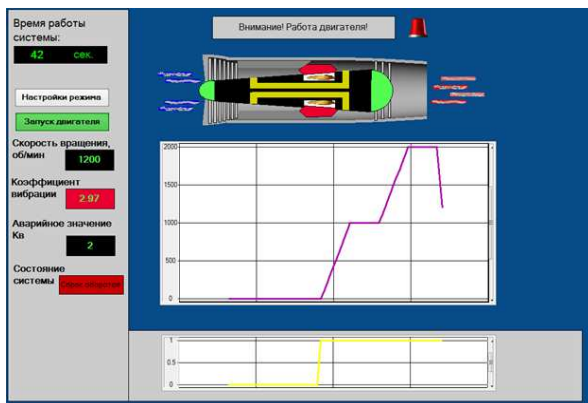 Время работы
системы:
42 сек.
Внимание! Работа двигателя!
Настройки режима
Запуск двигателя
Скорость вращения,
об/мин
1200
Коэффициент
вибрации
2.97
Аварийное значение
Кв
2
Состояние
системы
Сброс оборотов
2000
1500
1000
500
0
1
0.5
0